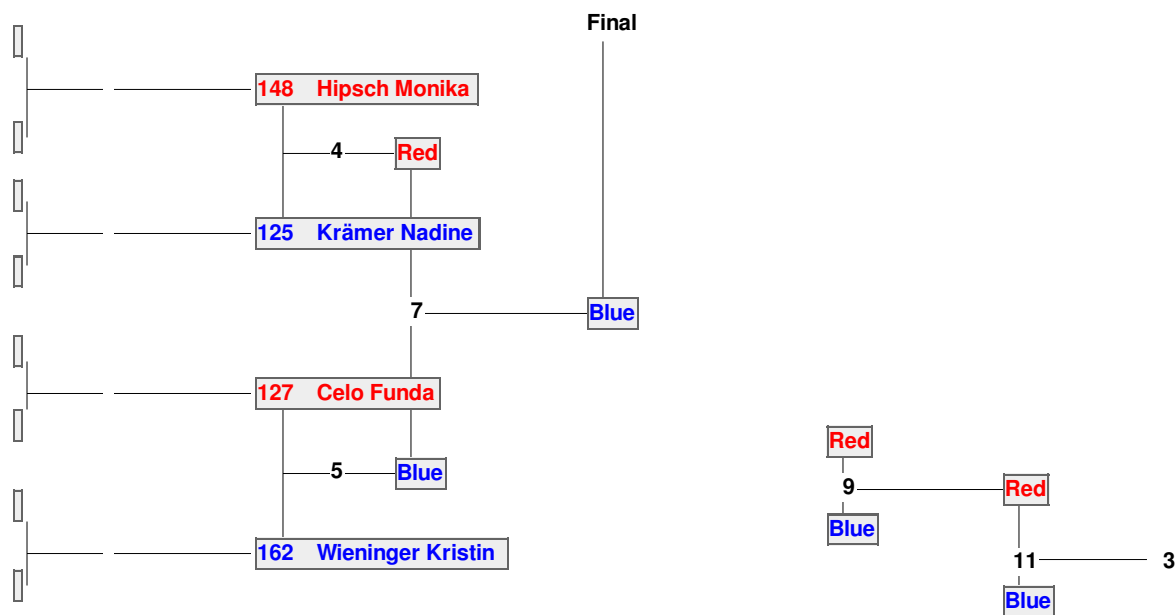 Final
148 Hipsch Monika
4 Red
125 Krämer Nadine
7 Blue
127 Celo Funda
Red
5 Blue
9 Red
Blue
162 Wieninger Kristin
11 3
Blue